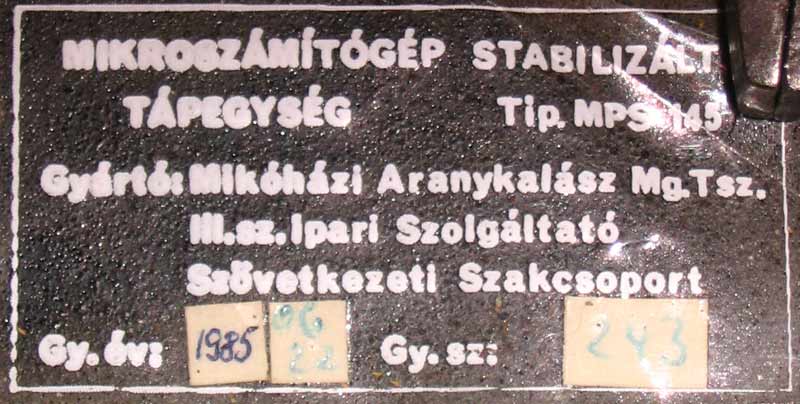 MIKROSZÁMÍTÓGÉP STABILIZÁLT
TÁPEGYSÉG Tip. MPS-145
Gyártó: Mikóházi Aranykalász Mg.Tsz.
III.sz.Ipari Szolgáltató
Szövetkezeti Szakcsoport
Gy.év: 1985 06 22 Gy.sz: 243